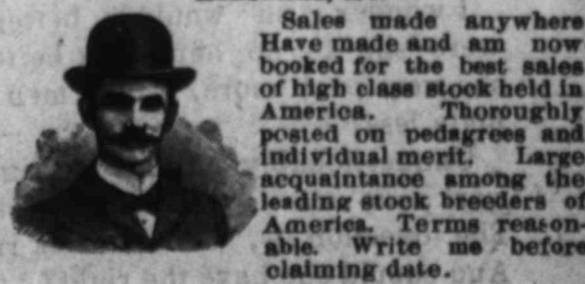 Sales made anywhere
Have made and am now
booked for the best sales
of high class stock held in
America. Thoroughly
posted on pedagrees and
individual merit. Large
acquaintance among the
leading stock breeders of
America. Terms reason-
able. Write me before
claiming date.